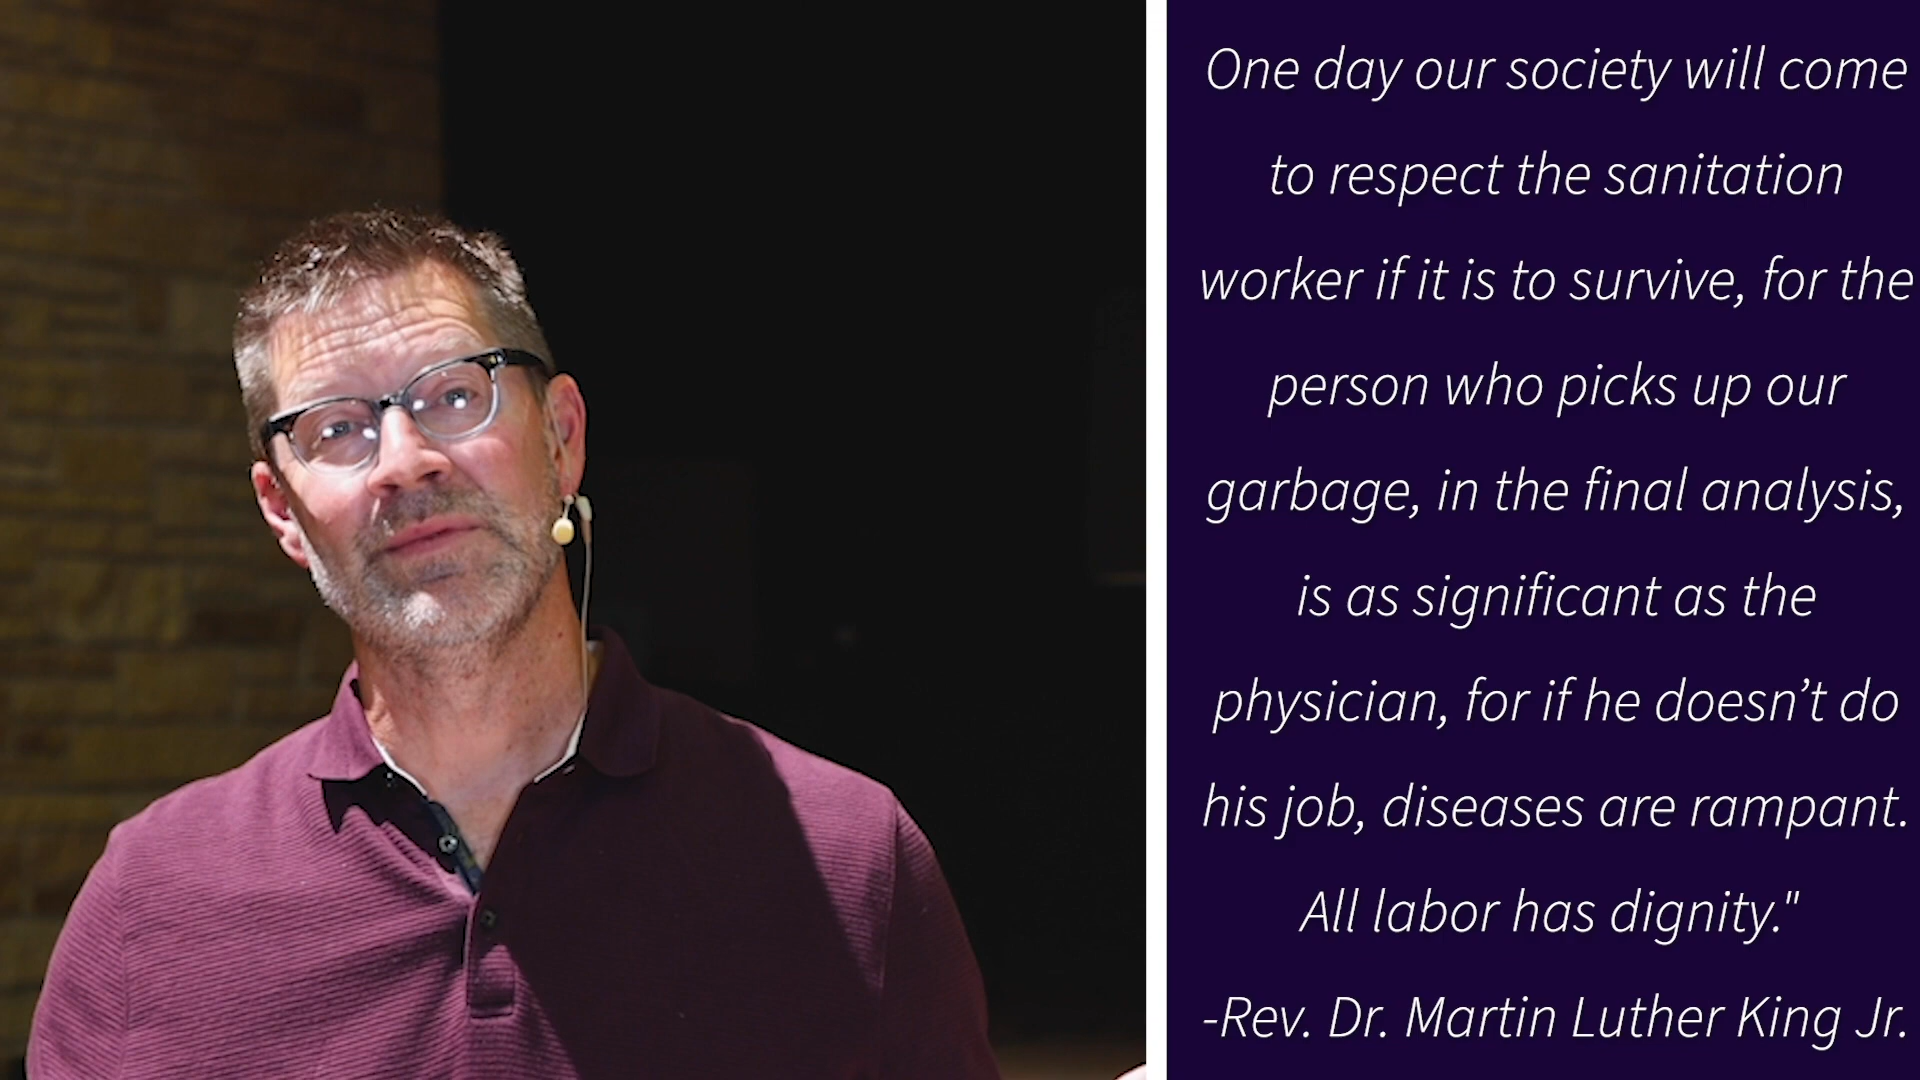 One day our society will come
to respect the sanitation
worker if it is to survive, for the
person who picks up our
garbage, in the final analysis,
is as significant as the
physician, for if he doesn’t do
his job, diseases are rampant.
All labor has dignity."
-Rev. Dr. Martin Luther King Jr.